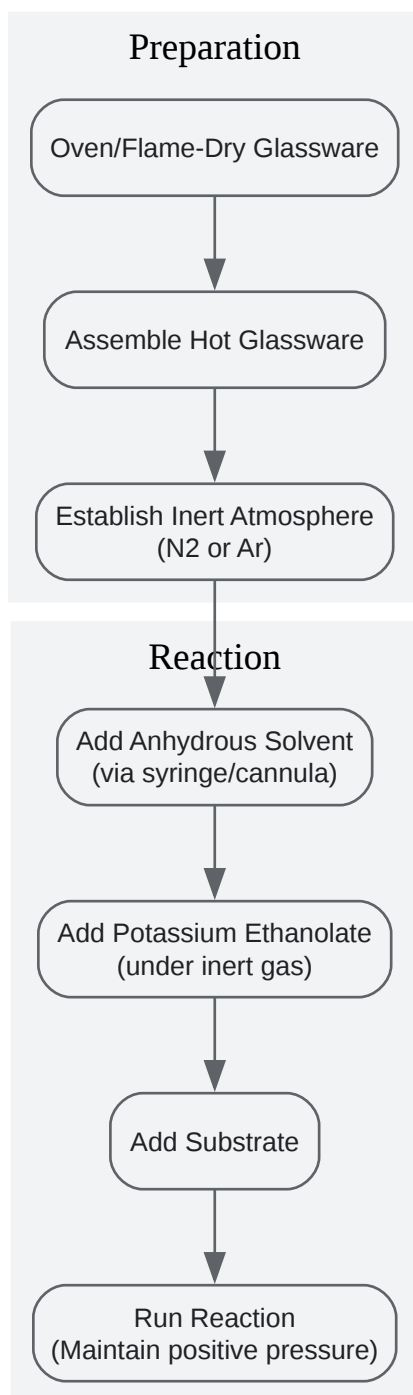 Preparation
Oven/Flame-Dry Glassware
Assemble Hot Glassware
Establish Inert Atmosphere
(N2 or Ar)
Reaction
Add Anhydrous Solvent
(via syringe/cannula)
Add Potassium Ethanolate
(under inert gas)
Add Substrate
Run Reaction
(Maintain positive pressure)